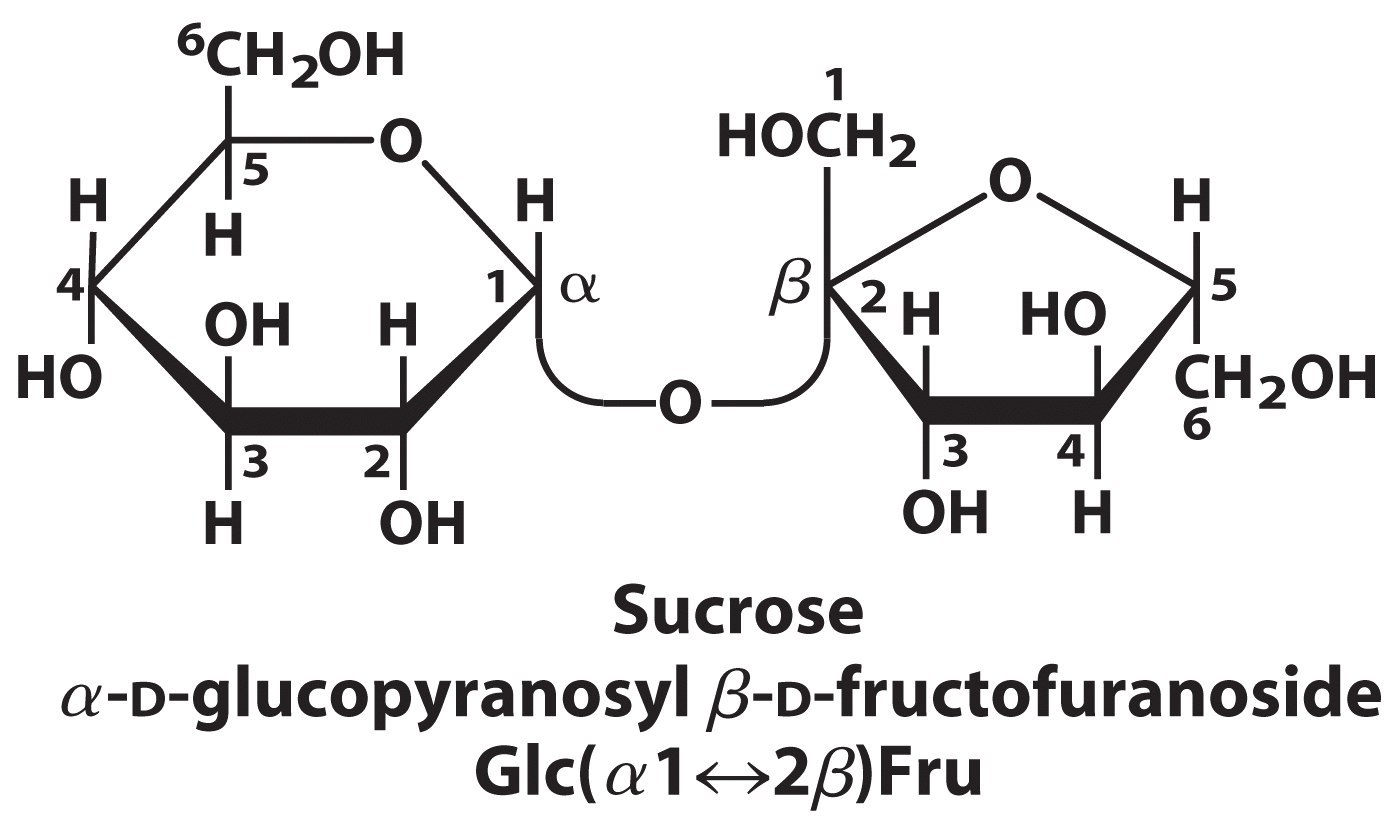 6CH2OH
O
5
H
H
4
HO
OH
H
3
H
2
OH
1
H
α
O
1
HOCH2
β
2
O
H
HO
H
5
CH2OH
6
3
OH
4
H
Sucrose
α-D-glucopyranosyl β-D-fructofuranoside
Glc(α1↔2β)Fru